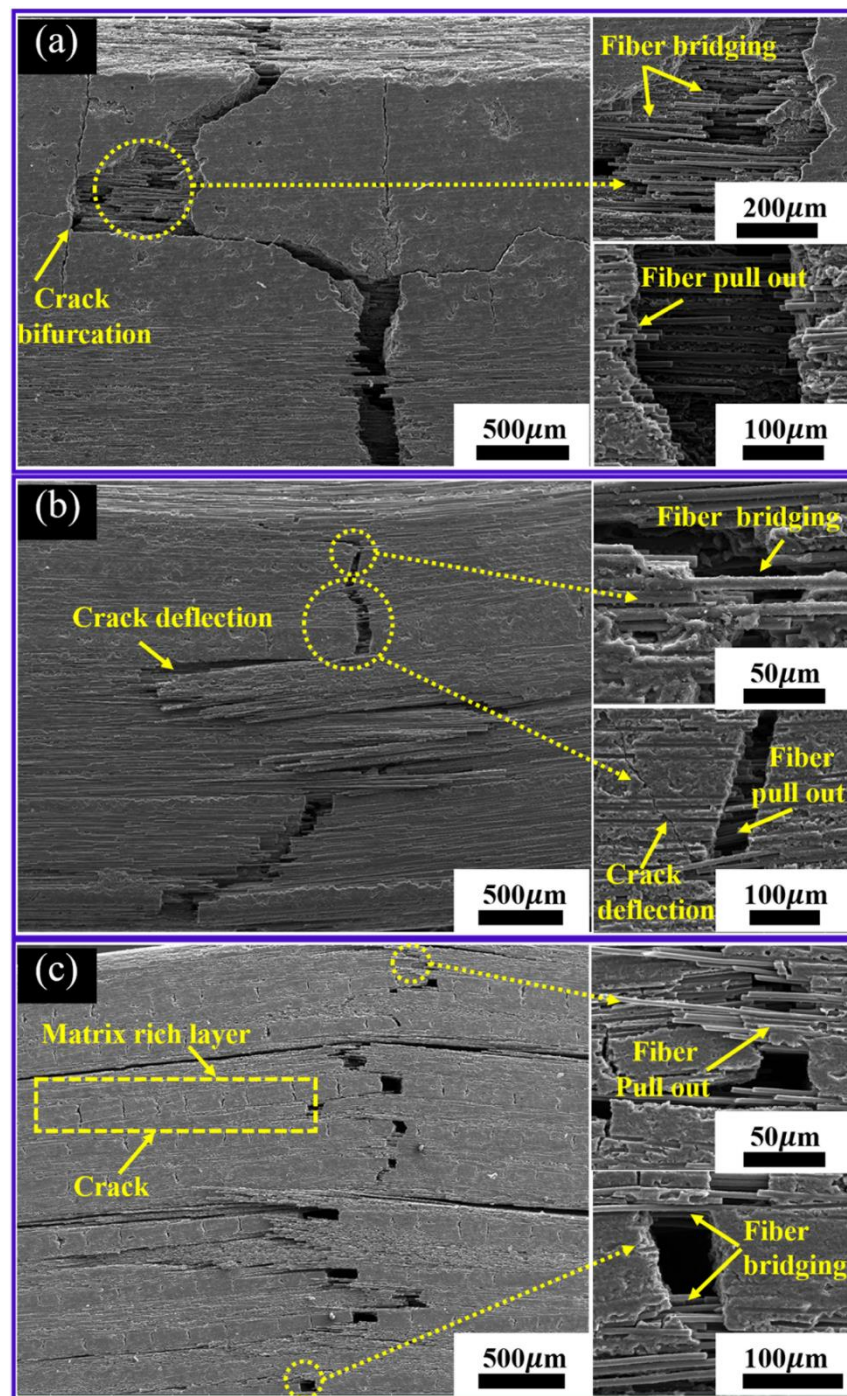 (a)
Fiber bridging
200μm
Crack
bifurcation
Fiber pull out
500μm
100μm
(b)
Fiber bridging
Crack deflection
50μm
Fiber
pull out
Crack
deflection
500μm
100μm
(c)
Matrix rich layer
Crack
Fiber
Pull out
50μm
Fiber
bridging
500μm
100μm